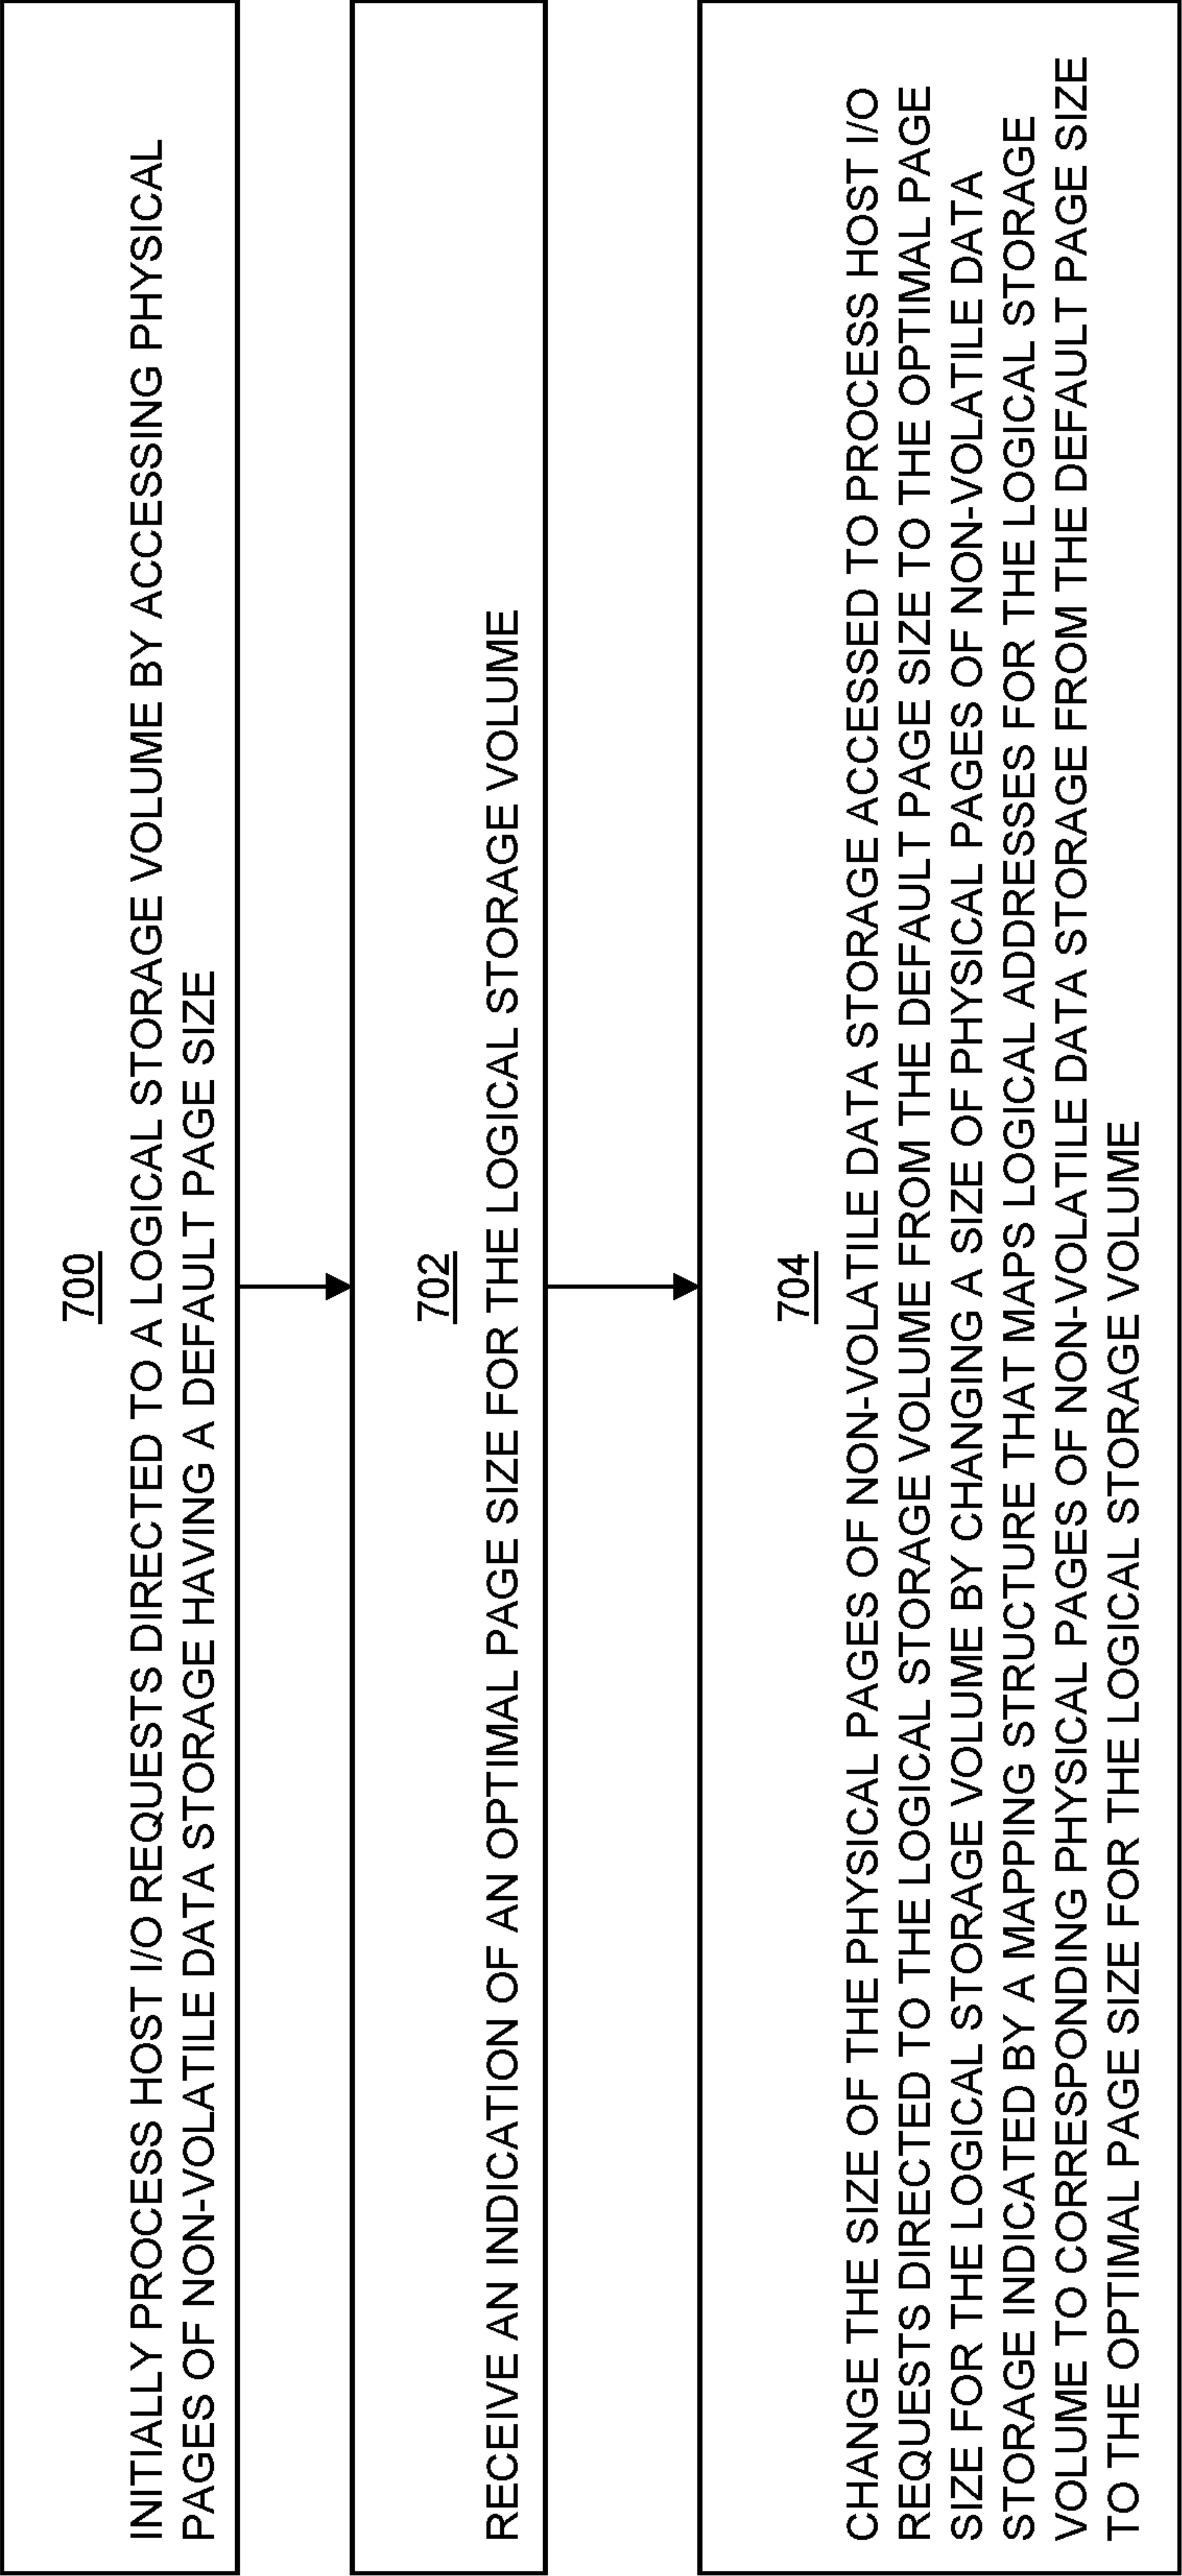 700
INITIALLY PROCESS HOST I/O REQUESTS DIRECTED TO A LOGICAL STORAGE VOLUME BY ACCESSING PHYSICAL
PAGES OF NON-VOLATILE DATA STORAGE HAVING A DEFAULT PAGE SIZE
702
RECEIVE AN INDICATION OF AN OPTIMAL PAGE SIZE FOR THE LOGICAL STORAGE VOLUME
704
CHANGE THE SIZE OF THE PHYSICAL PAGES OF NON-VOLATILE DATA STORAGE ACCESSED TO PROCESS HOST I/O
REQUESTS DIRECTED TO THE LOGICAL STORAGE VOLUME FROM THE DEFAULT PAGE SIZE TO THE OPTIMAL PAGE
SIZE FOR THE LOGICAL STORAGE VOLUME BY CHANGING A SIZE OF PHYSICAL PAGES OF NON-VOLATILE DATA
STORAGE INDICATED BY A MAPPING STRUCTURE THAT MAPS LOGICAL ADDRESSES FOR THE LOGICAL STORAGE
VOLUME TO CORRESPONDING PHYSICAL PAGES OF NON-VOLATILE DATA STORAGE FROM THE DEFAULT PAGE SIZE
TO THE OPTIMAL PAGE SIZE FOR THE LOGICAL STORAGE VOLUME